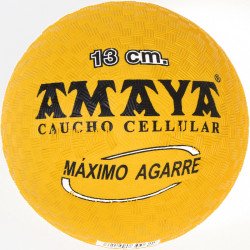 13 cm.
AMAYA®
CAUCHO CELLULAR
MÁXIMO AGARRE